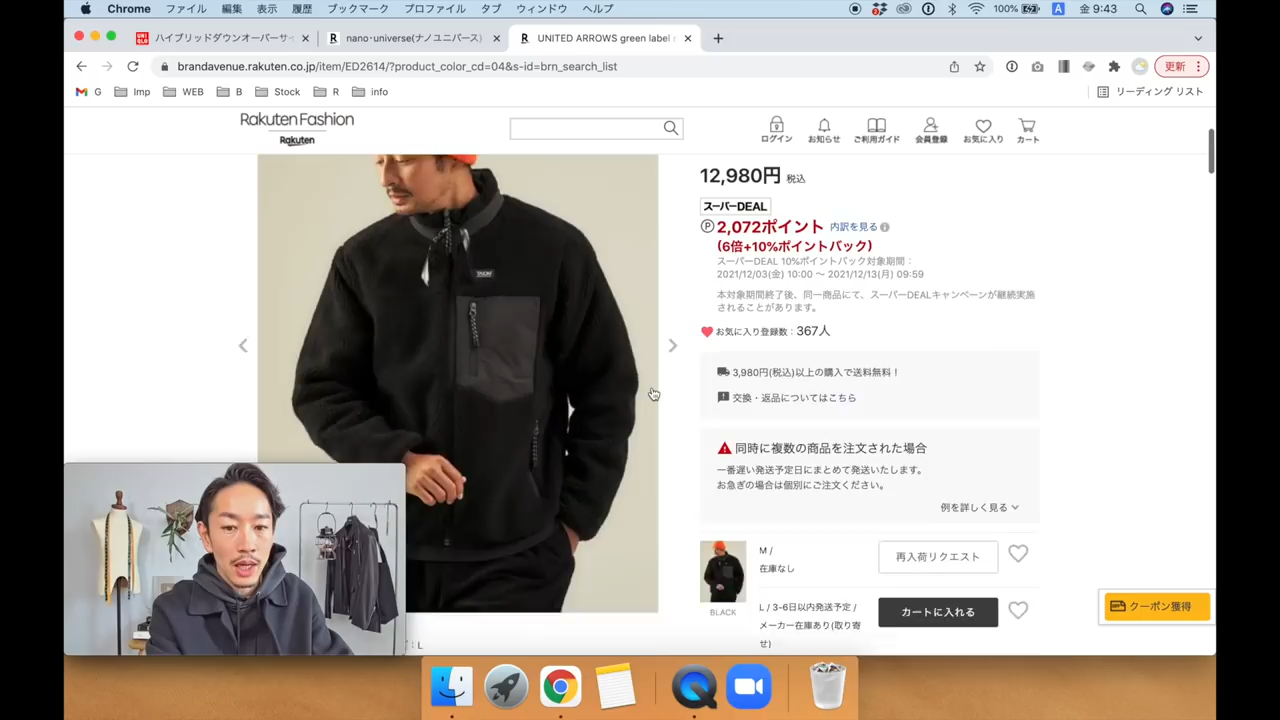 Chrome ファイル 編集 表示 履歴 ブックマーク プロファイル タブ ウィンドウ ヘルプ 100% A 金 9:43
ハイブリッドダウンオーバーサイ × nano・universe(ナノユニバース) × UNITED ARROWS green label × +
brandavenue.rakuten.co.jp/item/ED2614/?product_color_cd=04&s-id=brn_search_list 更新
G Imp WEB B Stock R info リーディングリスト
Rakuten Fashion
Rakuten
ログイン お知らせ ご利用ガイド 会員登録 お気に入り カート
12,980円 税込
スーパーDEAL
2,072ポイント 内訳を見る
(6倍+10%ポイントバック)
スーパーDEAL 10%ポイントバック対象期間：
2021/12/03(金) 10:00 ～ 2021/12/13(月) 09:59
本対象期間終了後、同一商品にて、スーパーDEALキャンペーンが継続実施
されることがあります。
お気に入り登録数：367人
3,980円(税込)以上の購入で送料無料！
交換・返品についてはこちら
同時に複数の商品を注文された場合
一番遅い発送予定日にまとめて発送いたします。
お急ぎの場合は個別にご注文ください。
例を詳しく見る
M /
在庫なし
再入荷リクエスト
BLACK
L / 3-6日以内発送予定 /
メーカー在庫あり(取り寄
せ)
カートに入れる
クーポン獲得
: L